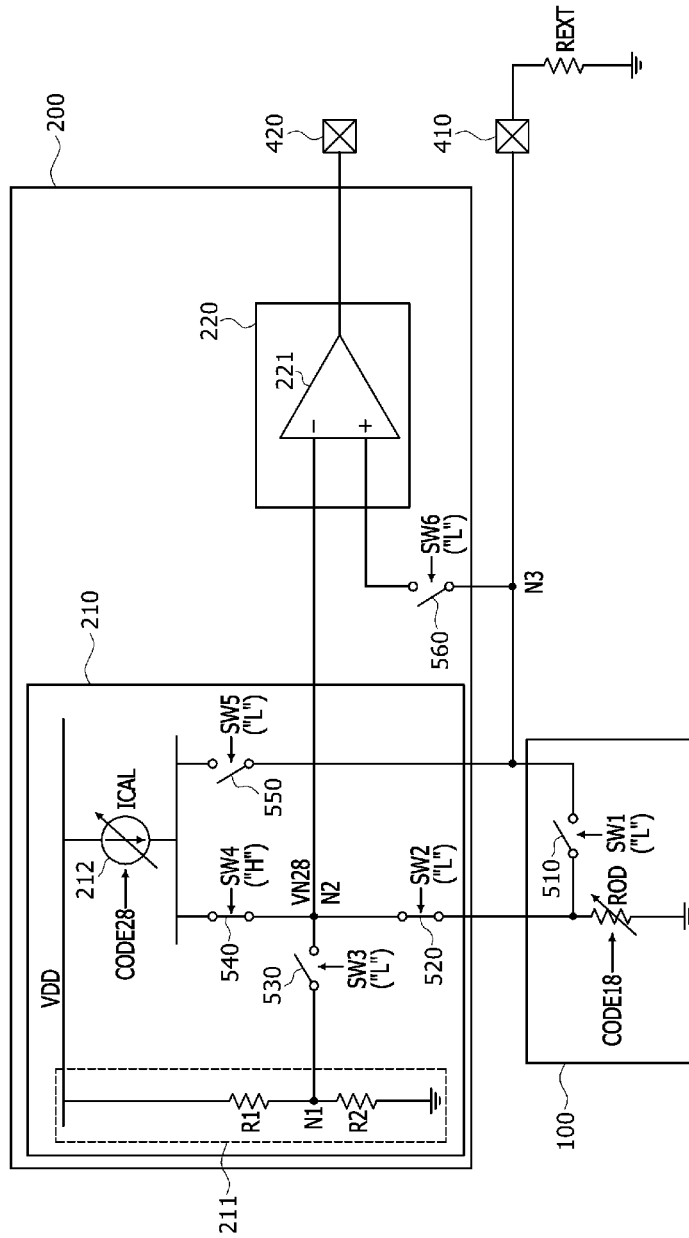 200
210
211
VDD
212
ICAL
CODE28
R1
N1
R2
SW4
("H")
540
SW5
("L")
550
VN28
N2
530
SW3
("L")
SW2
("L")
520
220
221
−
+
SW6
("L")
560
N3
420
410
REXT
100
510
SW1
("L")
ROD
CODE18